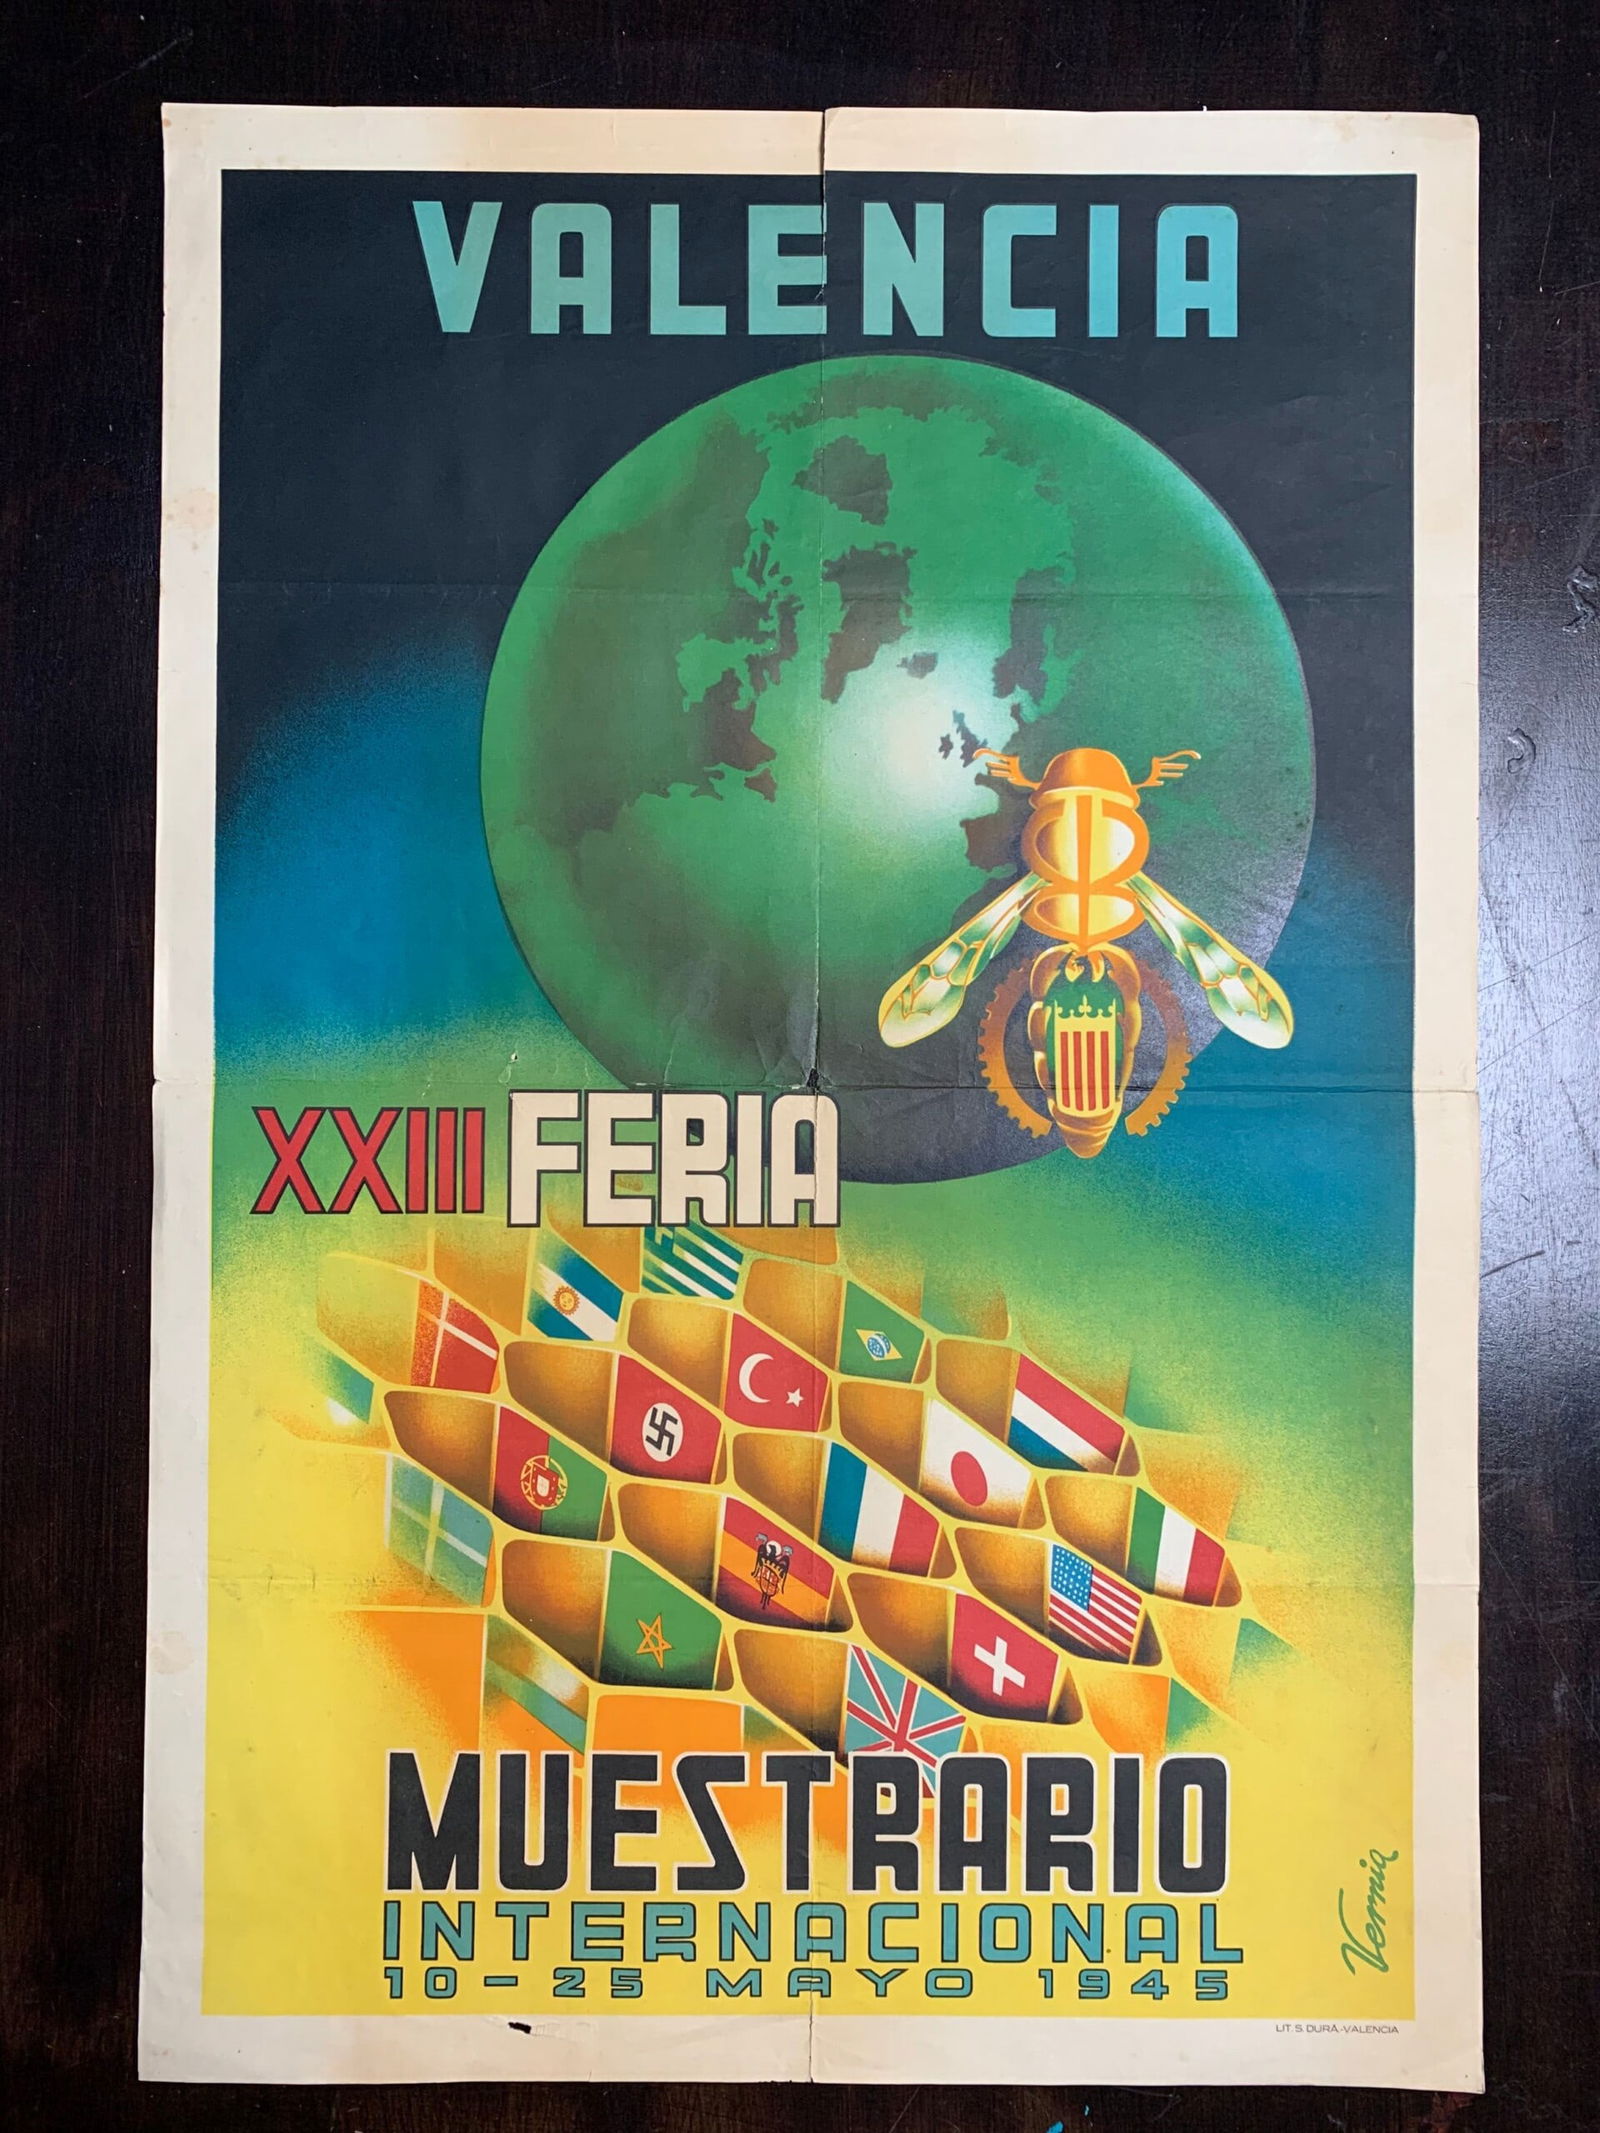 VALENCIA
XXIII FERIA
MUESTRARIO
INTERNACIONAL
10-25 MAYO 1945
Vernia
LIT. S. DURÁ.-VALENCIA